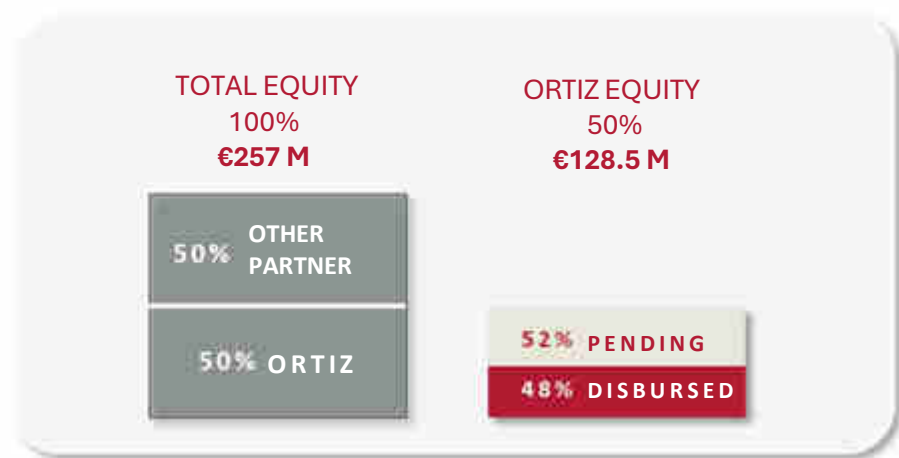 TOTAL EQUITY
100%
€257 M
ORTIZ EQUITY
50%
€128.5 M
50% OTHER
PARTNER
50% ORTIZ
52% PENDING
48% DISBURSED